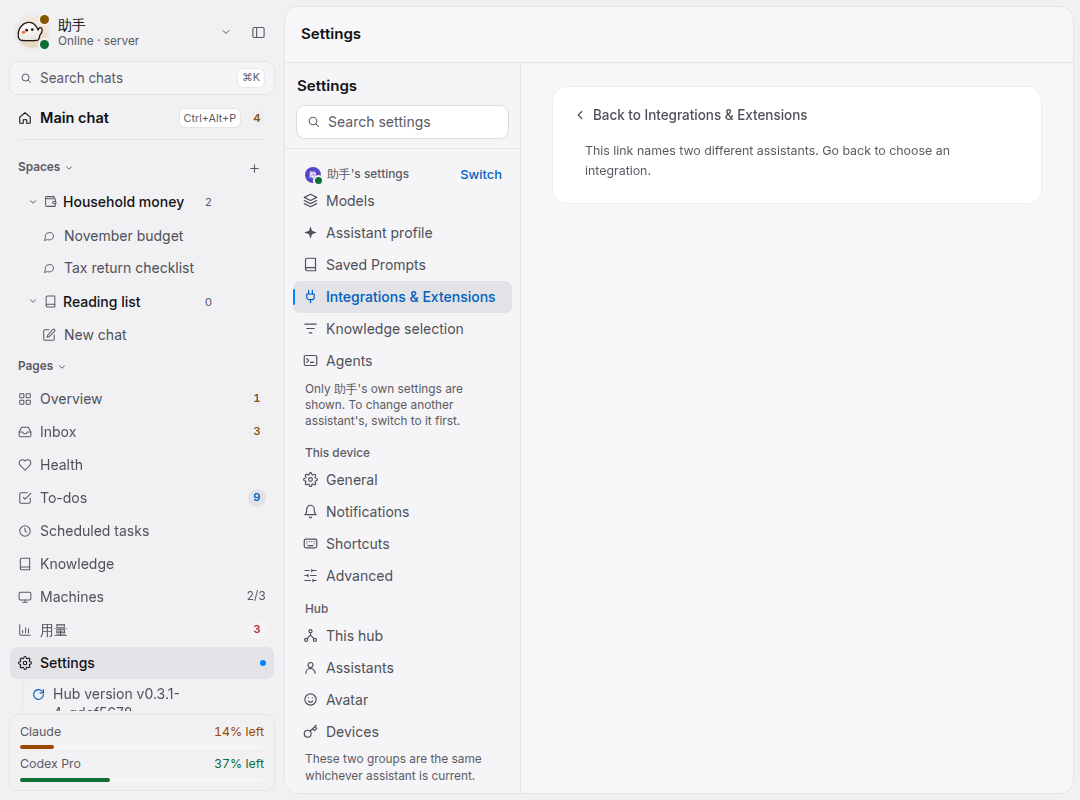 助手
Online · server
Search chats
⌘K
Main chat
Ctrl+Alt+P
4
Spaces
Household money
2
November budget
Tax return checklist
Reading list
0
New chat
Pages
Overview
1
Inbox
3
Health
To-dos
9
Scheduled tasks
Knowledge
Machines
2/3
用量
3
Settings
Hub version v0.3.1-
Claude
14% left
Codex Pro
37% left
Settings
Settings
Search settings
助手's settings
Switch
Models
Assistant profile
Saved Prompts
Integrations & Extensions
Knowledge selection
Agents
Only 助手's own settings are
shown. To change another
assistant's, switch to it first.
This device
General
Notifications
Shortcuts
Advanced
Hub
This hub
Assistants
Avatar
Devices
These two groups are the same
whichever assistant is current.
Back to Integrations & Extensions
This link names two different assistants. Go back to choose an
integration.